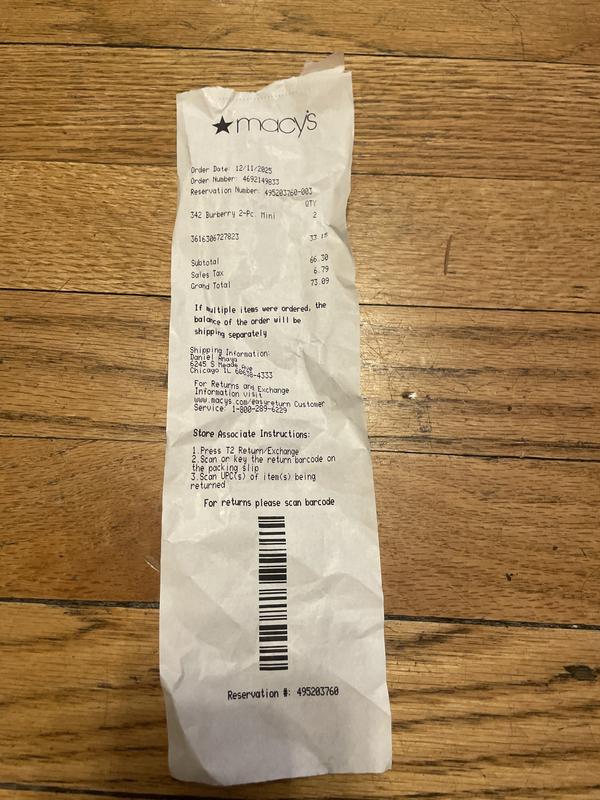 ★macy's
Order Date: 12/11/2025
Order Number: 4692149833
Reservation Number: 495203760-003
QTY
342 Burberry 2-Pc. Mini 2
3616306727823 33.15
Subtotal 66.30
Sales Tax 6.79
Grand Total 73.09
If multiple items were ordered, the
balance of the order will be
shipping separately
Shipping Information:
Daniel Anaya
6245 S Meade Ave
Chicago IL 60638-4333
For Returns and Exchange
Information visit
www.macys.com/easyreturn Customer
Service: 1-800-289-6229
Store Associate Instructions:
1.Press T2 Return/Exchange
2.Scan or key the return barcode on
the packing slip
3.Scan UPC(s) of item(s) being
returned
For returns please scan barcode
Reservation #: 495203760